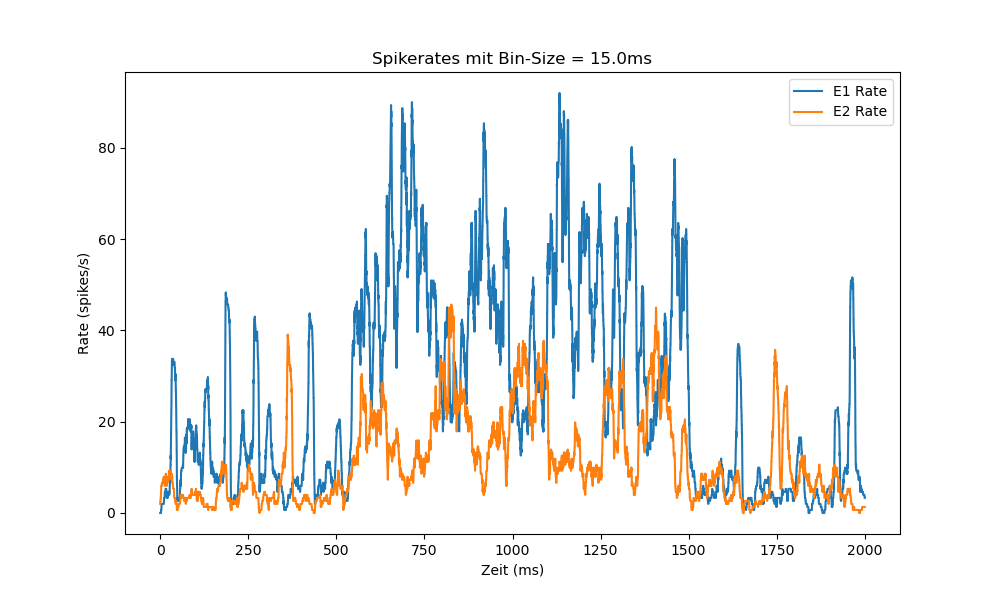 Spikerates mit Bin-Size = 15.0ms
E1 Rate
E2 Rate
80
60
40
20
0
Rate (spikes/s)
0 250 500 750 1000 1250 1500 1750 2000
Zeit (ms)